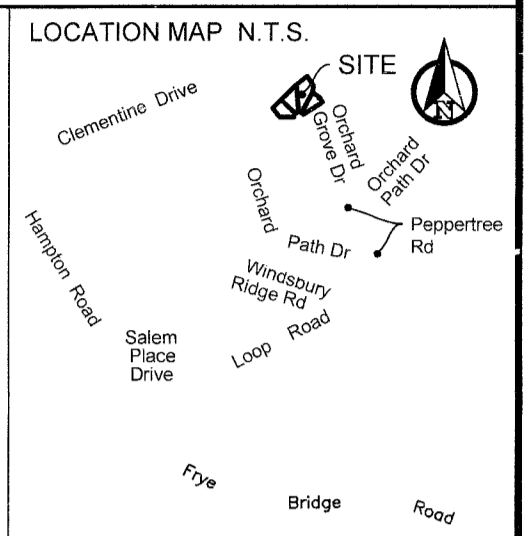 LOCATION MAP N.T.S.
SITE
N
Clementine Drive
Orchard
Grove Dr
Orchard
Path Dr
Hampton Road
Orchard
Path Dr
Peppertree
Rd
Windsbury
Ridge Rd
Loop Road
Salem
Place
Drive
Frye Bridge Road